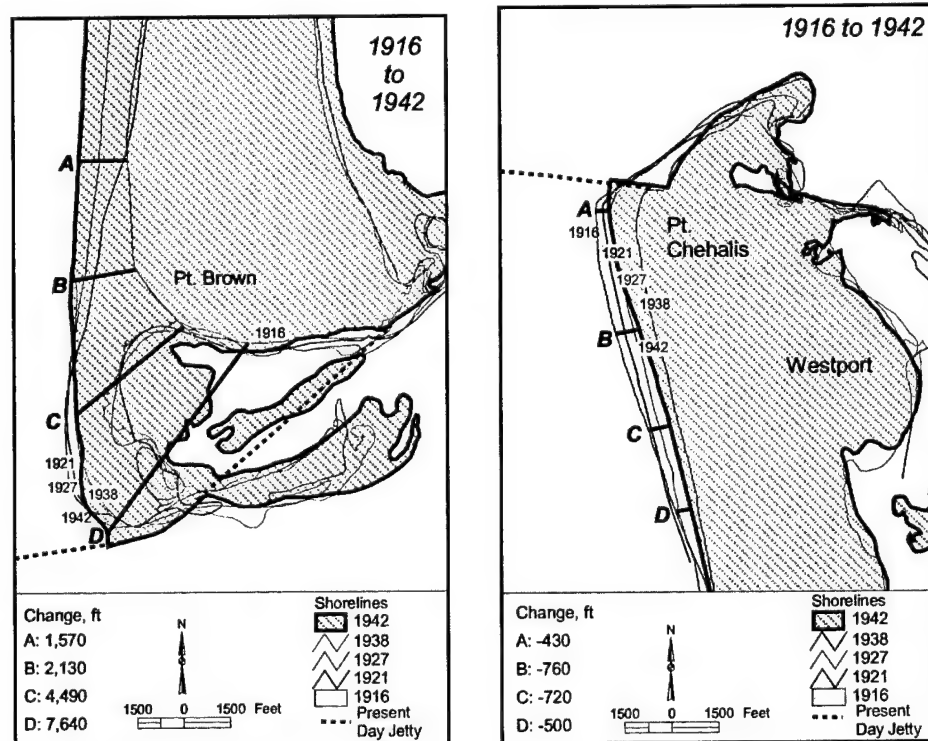 1916
to
1942
A
B
Pt. Brown
1916
C
1921
1927
1938
1942
D
Change, ft
A: 1,570
B: 2,130
C: 4,490
D: 7,640
N
1500 0 1500 Feet
Shorelines
1942
1938
1927
1921
1916
Present
Day Jetty
1916 to 1942
A
1916
Pt.
Chehalis
1921
1927
1938
B
1942
Westport
C
D
Change, ft
A: -430
B: -760
C: -720
D: -500
N
1500 0 1500 Feet
Shorelines
1942
1938
1927
1921
1916
Present
Day Jetty